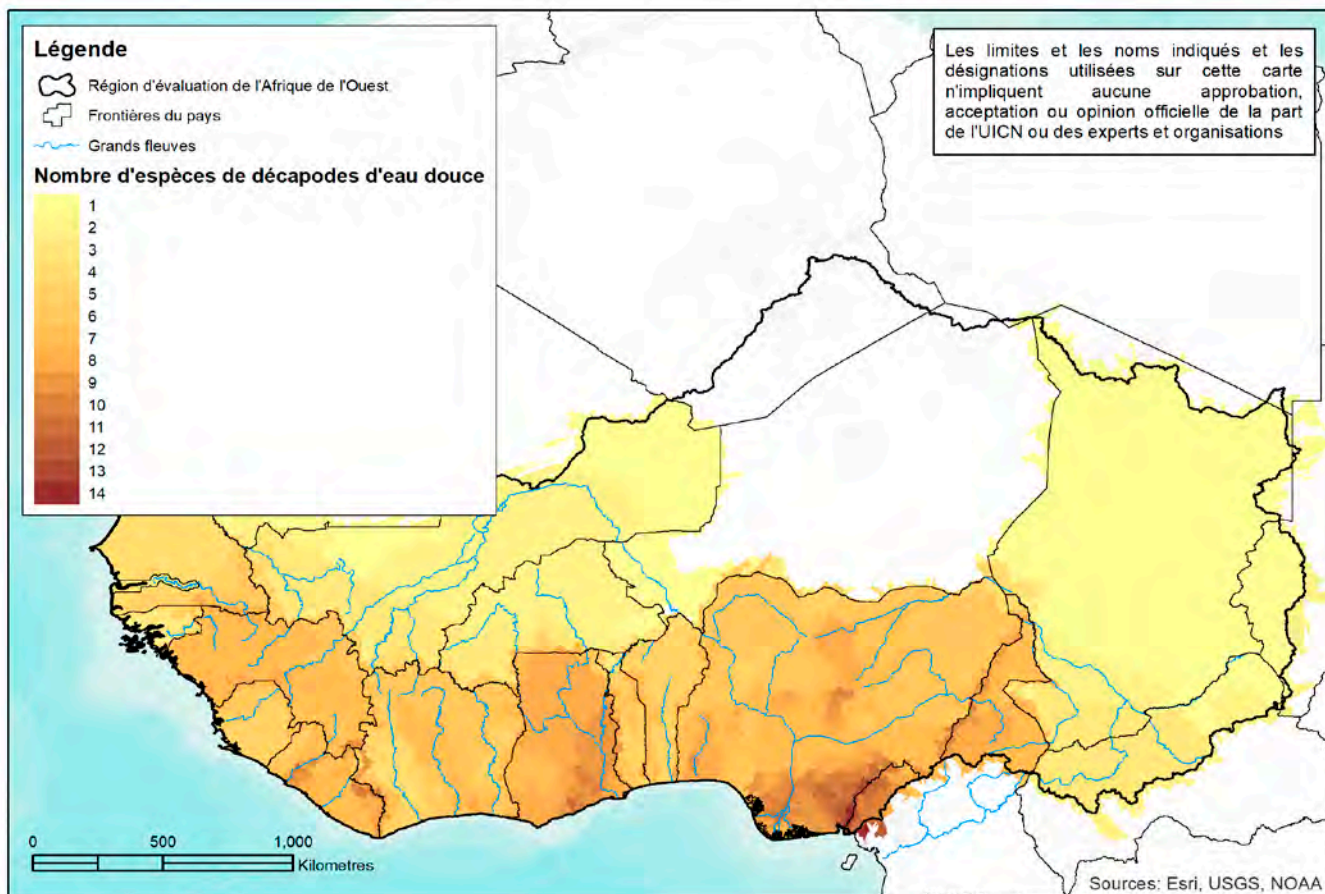 Légende
Région d'évaluation de l'Afrique de l'Ouest
Frontières du pays
Grands fleuves
Nombre d'espèces de décapodes d'eau douce
1
2
3
4
5
6
7
8
9
10
11
12
13
14
Les limites et les noms indiqués et les
désignations utilisées sur cette carte
n'impliquent aucune approbation,
acceptation ou opinion officielle de la part
de l'UICN ou des experts et organisations
0 500 1,000
Kilometres
Sources: Esri, USGS, NOAA